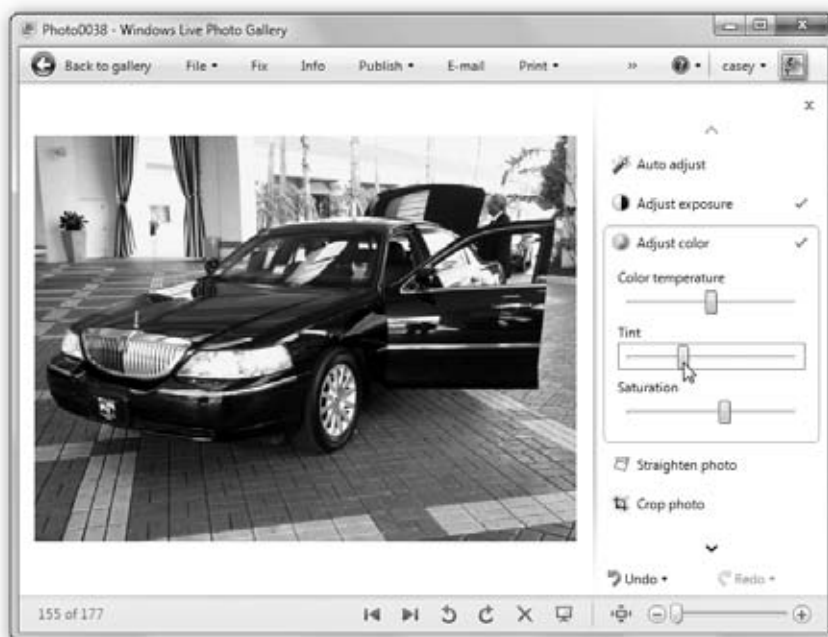 Photo0038 - Windows Live Photo Gallery
Back to gallery File Fix Info Publish E-mail Print » casey
Auto adjust
Adjust exposure
Adjust color
Color temperature
Tint
Saturation
Straighten photo
Crop photo
Undo Redo
155 of 177